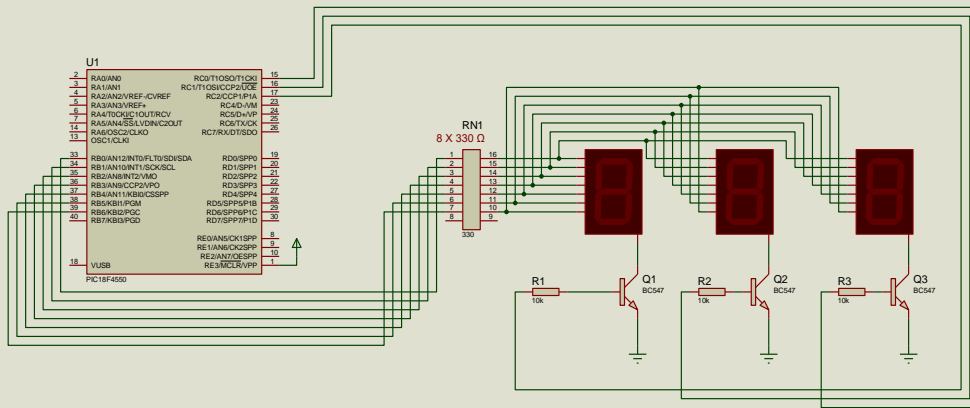 U1
2 RA0/AN0 RC0/T1OSO/T1CKI 15
3 RA1/AN1 RC1/T1OSI/CCP2/UOE 16
4 RA2/AN2/VREF-/CVREF RC2/CCP1/P1A 17
5 RA3/AN3/VREF+ RC4/D-/VM 23
6 RA4/T0CKI/C1OUT/RCV RC5/D+/VP 24
7 RA5/AN4/SS/LVDIN/C2OUT RC6/TX/CK 25
14 RA6/OSC2/CLKO RC7/RX/DT/SDO 26
13 OSC1/CLKI
33 RB0/AN12/INT0/FLT0/SDI/SDA RD0/SPP0 19
34 RB1/AN10/INT1/SCK/SCL RD1/SPP1 20
35 RB2/AN8/INT2/VMO RD2/SPP2 21
36 RB3/AN9/CCP2/VPO RD3/SPP3 22
37 RB4/AN11/KBI0/CSSPP RD4/SPP4 27
38 RB5/KBI1/PGM RD5/SPP5/P1B 28
39 RB6/KBI2/PGC RD6/SPP6/P1C 29
40 RB7/KBI3/PGD RD7/SPP7/P1D 30
RE0/AN5/CK1SPP 8
RE1/AN6/CK2SPP 9
RE2/AN7/OESPP 10
18 VUSB RE3/MCLR/VPP 1
PIC18F4550
RN1
8 X 330 Ω
1 16
2 15
3 14
4 13
5 12
6 11
7 10
8 9
330
R1
10k
Q1
BC547
R2
10k
Q2
BC547
R3
10k
Q3
BC547